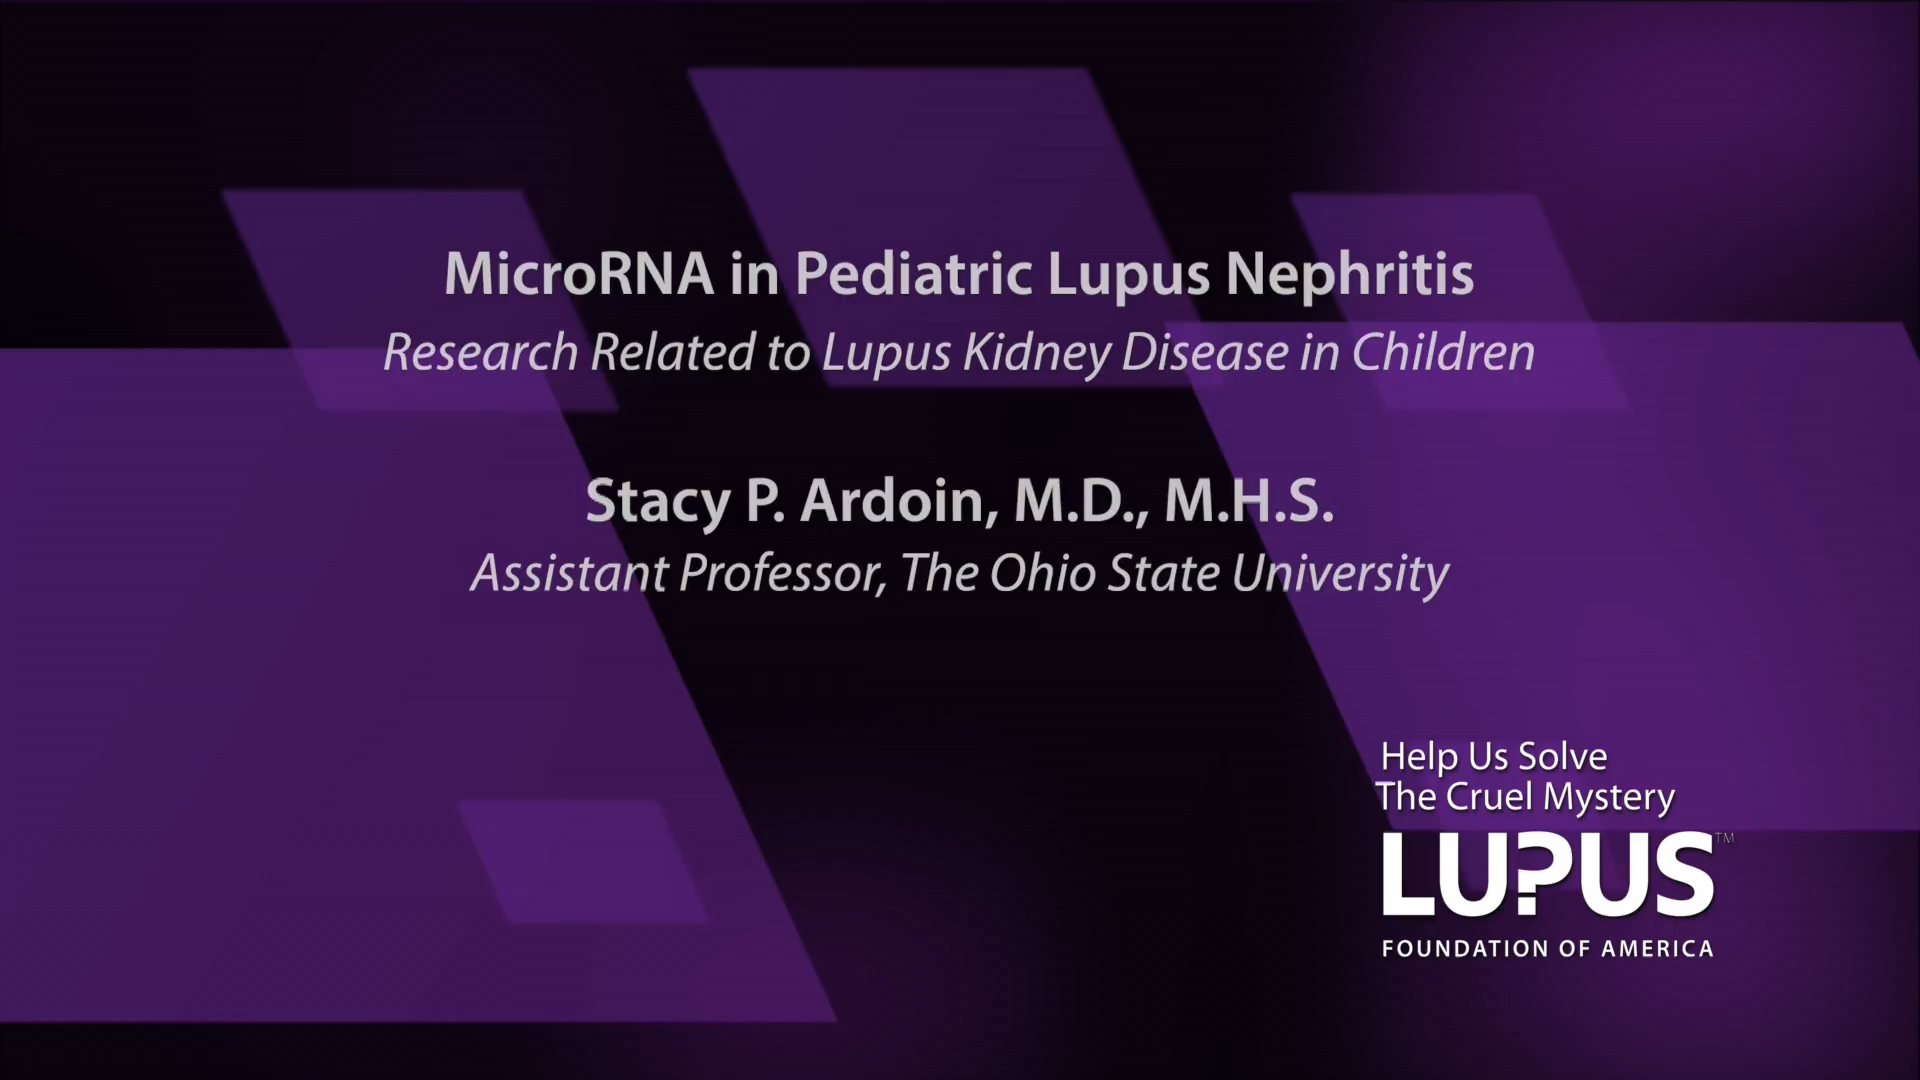 MicroRNA in Pediatric Lupus Nephritis
Research Related to Lupus Kidney Disease in Children
Stacy P. Ardoin, M.D., M.H.S.
Assistant Professor, The Ohio State University
Help Us Solve
The Cruel Mystery
LUPUS™
FOUNDATION OF AMERICA